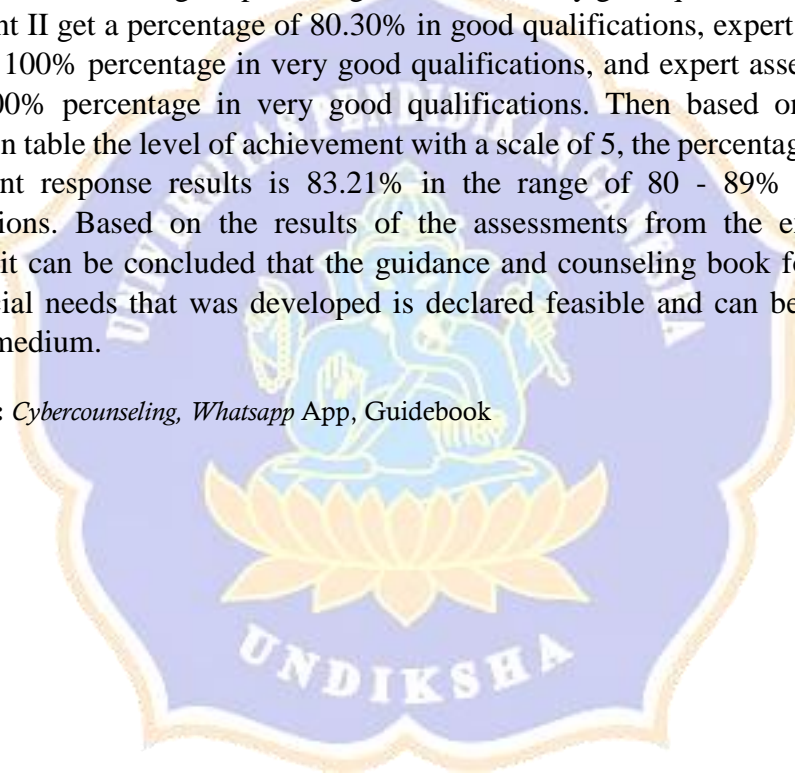 nt II get a percentage of 80.30% in good qualifications, expert
100% percentage in very good qualifications, and expert asse
00% percentage in very good qualifications. Then based on
n table the level of achievement with a scale of 5, the percentag
nt response results is 83.21% in the range of 80 - 89%
ions. Based on the results of the assessments from the ex
it can be concluded that the guidance and counseling book fo
cial needs that was developed is declared feasible and can be
medium.
: Cybercounseling, Whatsapp App, Guidebook
UNIVERSITAS PENDIDIKAN GANESHA
UNDIKSHA